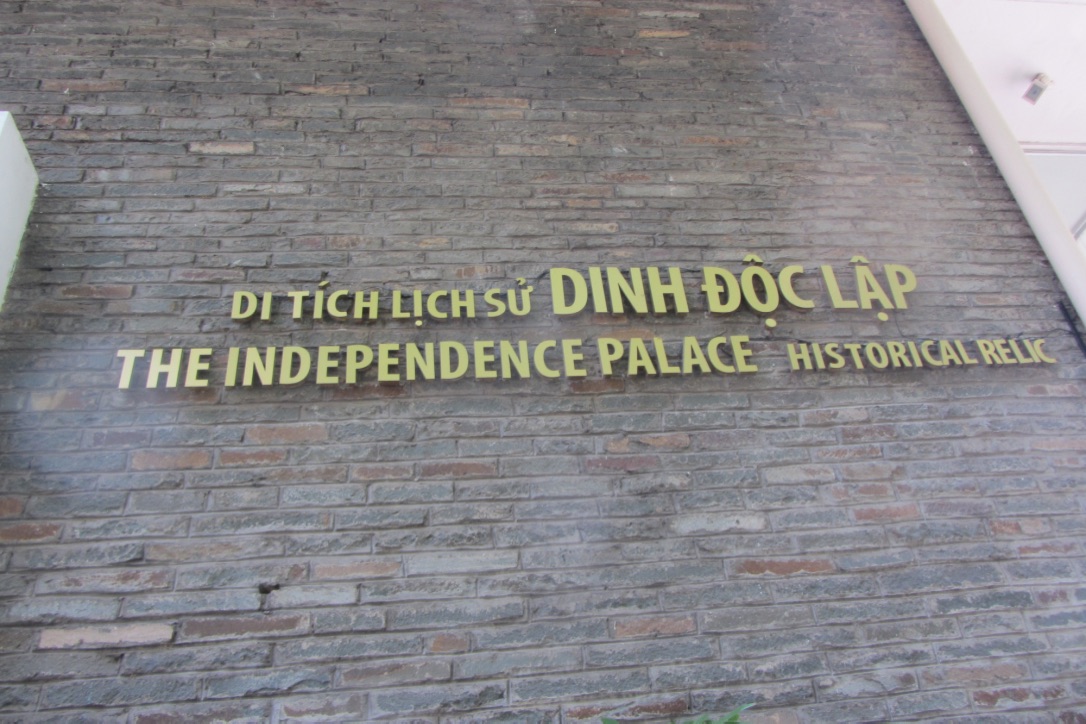 DI TÍCH LỊCH SỬ DINH ĐỘC LẬP
THE INDEPENDENCE PALACE HISTORICAL RELIC